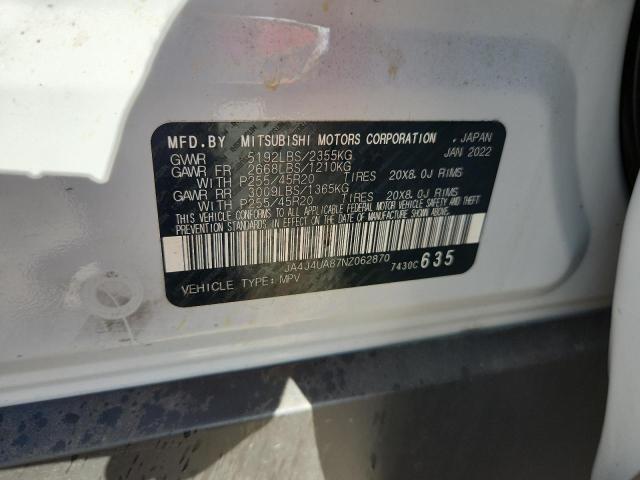 MFD.BY MITSUBISHI MOTORS CORPORATION . JAPAN
GVWR 5192LBS/2355KG JAN 2022
GAWR FR 2668LBS/1210KG
WITH P255/45R20 TIRES 20X8.0J RIMS
GAWR RR 3009LBS/1365KG
WITH P255/45R20 TIRES 20X8.0J RIMS
THIS VEHICLE CONFORMS TO ALL APPLICABLE FEDERAL MOTOR VEHICLE SAFETY AND THEFT
PREVENTION STANDARDS IN EFFECT ON THE DATE OF MANUFACTURE SHOWN ABOVE.
JA4J4UA87NZ062870
VEHICLE TYPE: MPV 7430C 635